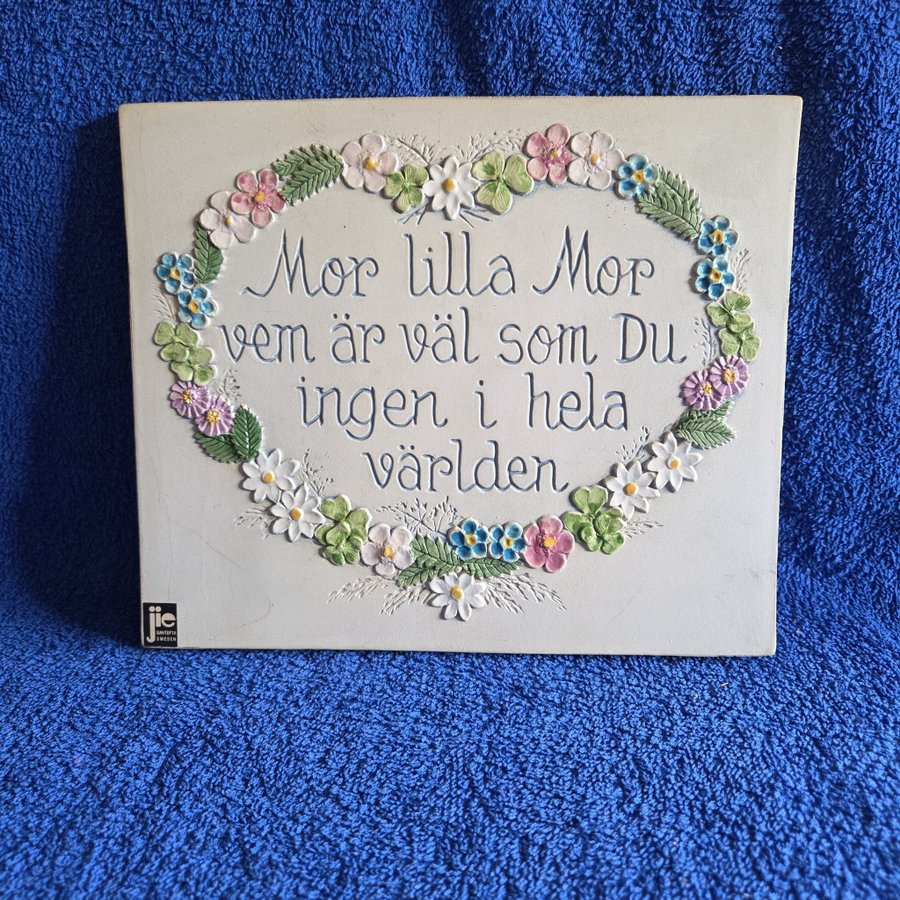 Mor lilla Mor
vem är väl som Du
ingen i hela
världen
jie
GANTOFTA
SWEDEN